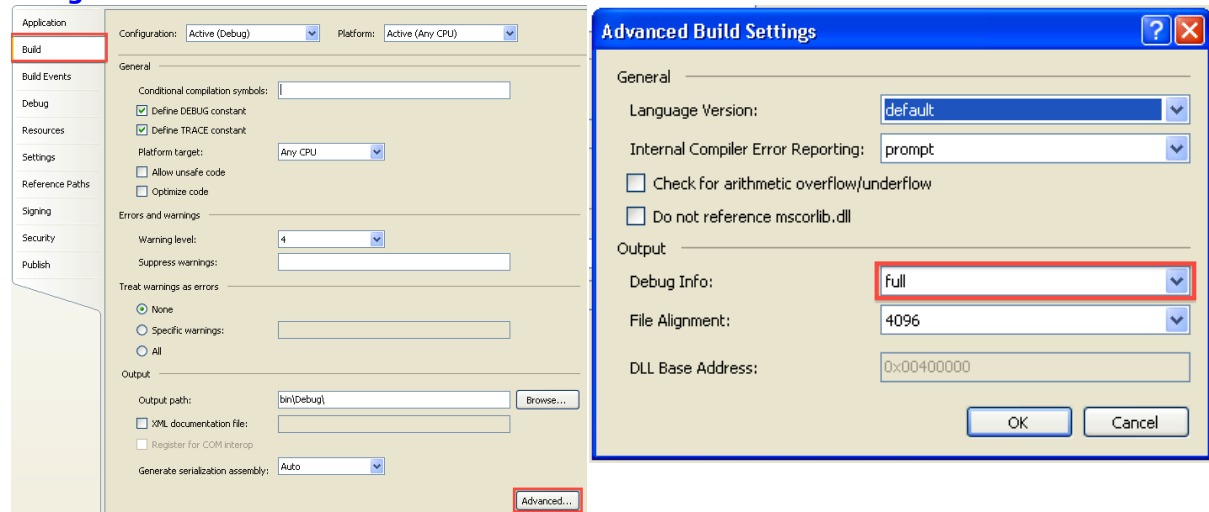 Application
Build
Build Events
Debug
Resources
Settings
Reference Paths
Signing
Security
Publish
Configuration: Active (Debug) Platform: Active (Any CPU)
General
Conditional compilation symbols:
Define DEBUG constant
Define TRACE constant
Platform target: Any CPU
Allow unsafe code
Optimize code
Errors and warnings
Warning level: 4
Suppress warnings:
Treat warnings as errors
None
Specific warnings:
All
Output
Output path: bin\Debug\ Browse...
XML documentation file:
Register for COM interop
Generate serialization assembly: Auto
Advanced...
Advanced Build Settings
General
Language Version: default
Internal Compiler Error Reporting: prompt
Check for arithmetic overflow/underflow
Do not reference mscorlib.dll
Output
Debug Info: full
File Alignment: 4096
DLL Base Address: 0x00400000
OK Cancel